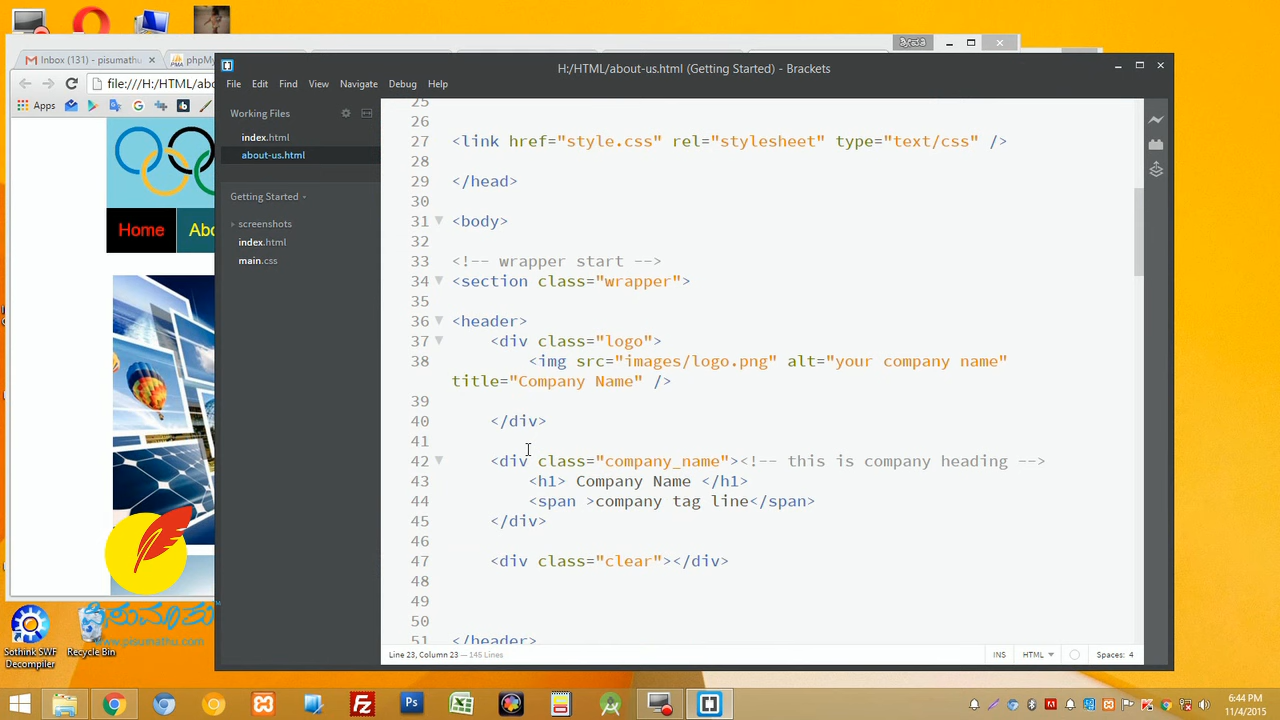 Inbox (131) - pisumathu
phpMy
ಕನ್ನಡ
H:/HTML/about-us.html (Getting Started) - Brackets
file:///H:/HTML/abo
File Edit Find View Navigate Debug Help
Apps
Working Files
index.html
about-us.html
Getting Started
screenshots
index.html
main.css
Home
Abo
25
26
27 <link href="style.css" rel="stylesheet" type="text/css" />
28
29 </head>
30
31 <body>
32
33 <!-- wrapper start -->
34 <section class="wrapper">
35
36 <header>
37 <div class="logo">
38 <img src="images/logo.png" alt="your company name"
title="Company Name" />
39
40 </div>
41
42 <div class="company_name"><!-- this is company heading -->
43 <h1> Company Name </h1>
44 <span >company tag line</span>
45 </div>
46
47 <div class="clear"></div>
48
49
50
51 </header>
Line 23, Column 23 — 145 Lines
INS HTML Spaces: 4
ಪಿಸುಮಾತು
www.pisumathu.com
Sothink SWF
Decompiler
Recycle Bin
6:44 PM
11/4/2015